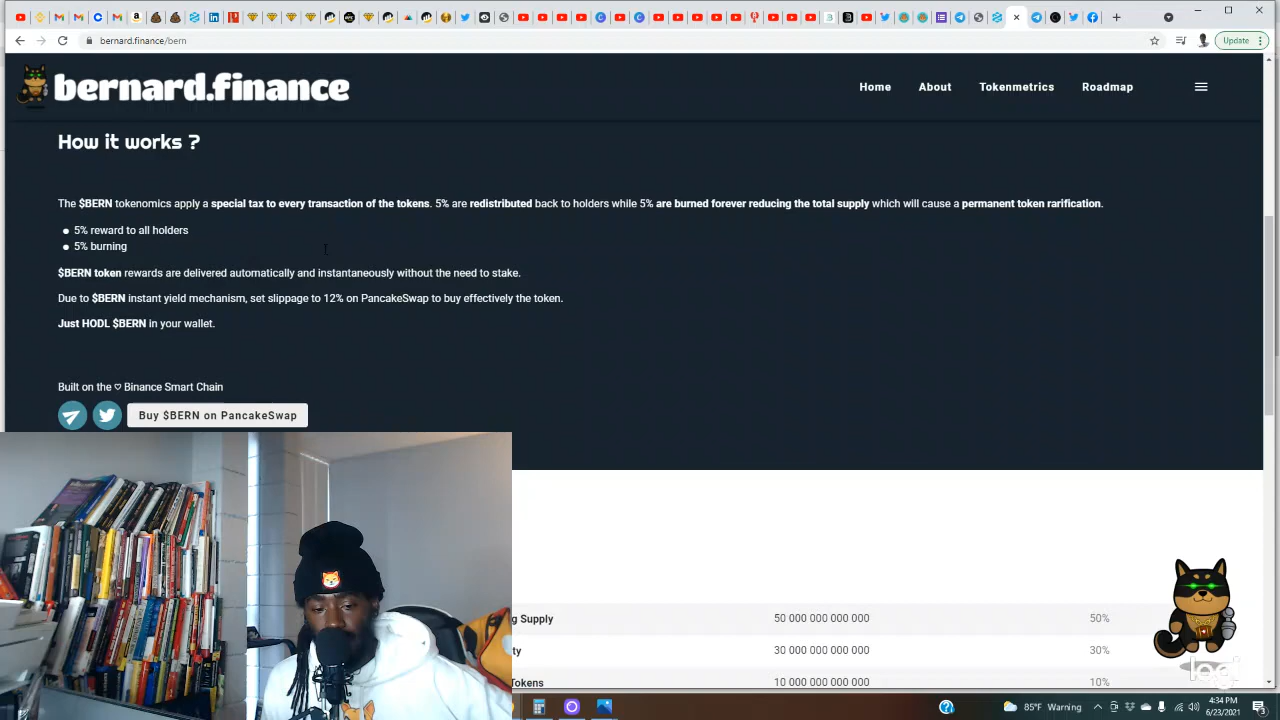 bernard.finance/bern
Update
bernard.finance
Home
About
Tokenmetrics
Roadmap
How it works ?
The $BERN tokenomics apply a special tax to every transaction of the tokens. 5% are redistributed back to holders while 5% are burned forever reducing the total supply which will cause a permanent token rarification.
5% reward to all holders
5% burning
$BERN token rewards are delivered automatically and instantaneously without the need to stake.
Due to $BERN instant yield mechanism, set slippage to 12% on PancakeSwap to buy effectively the token.
Just HODL $BERN in your wallet.
Built on the ♡ Binance Smart Chain
Buy $BERN on PancakeSwap
g Supply 50 000 000 000 000 50%
ty 30 000 000 000 000 30%
Tokens 10 000 000 000 000 10%
logi
85°F Warning
4:34 PM
6/23/2021